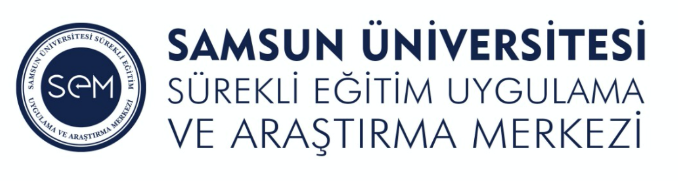 SAMSUN ÜNİVERSİTESİ SÜREKLİ EĞİTİM
UYGULAMA VE ARAŞTIRMA MERKEZİ
SEM
SAMSUN ÜNİVERSİTESİ
SÜREKLİ EĞİTİM UYGULAMA
VE ARAŞTIRMA MERKEZİ